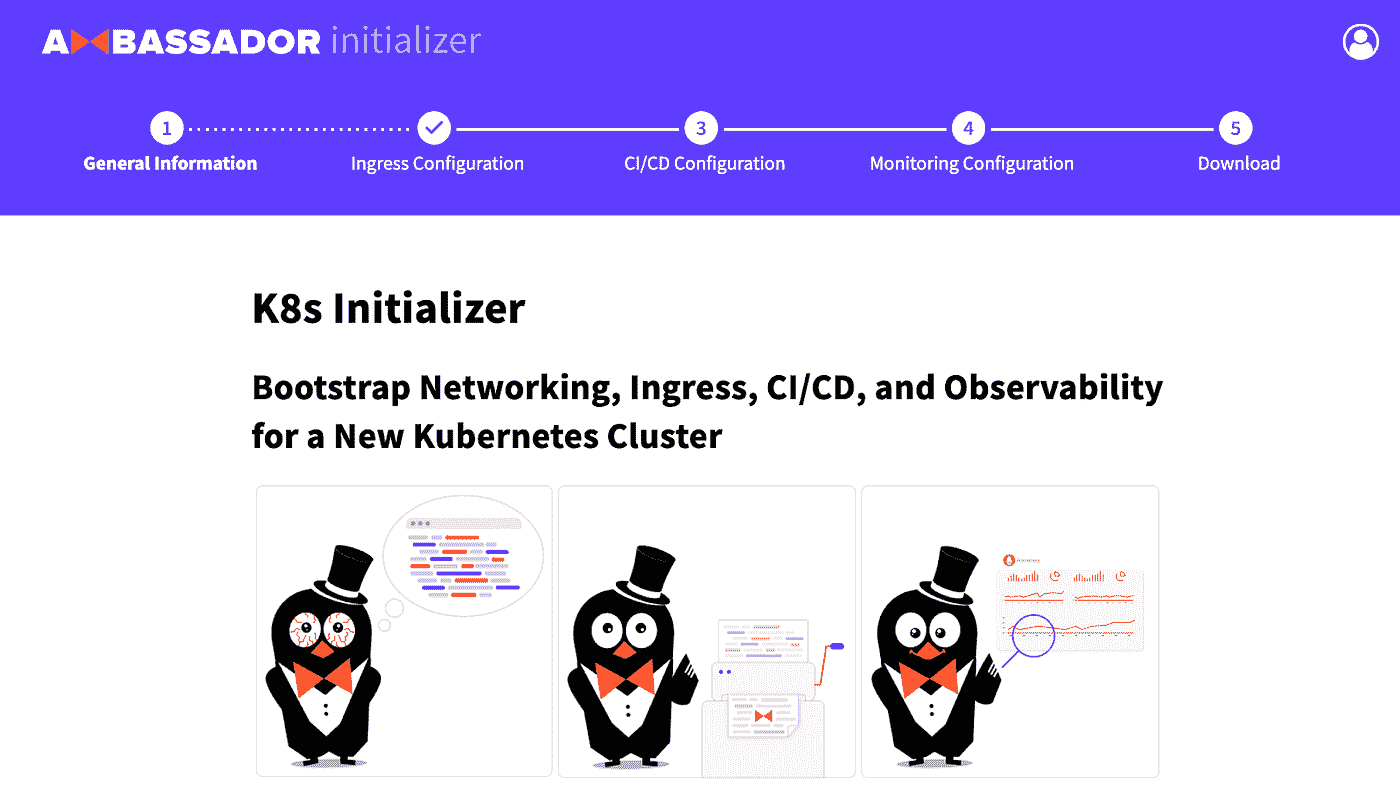 AMBASSADOR initializer
1
3
4
5
General Information
Ingress Configuration
CI/CD Configuration
Monitoring Configuration
Download
K8s Initializer
Bootstrap Networking, Ingress, CI/CD, and Observability
for a New Kubernetes Cluster